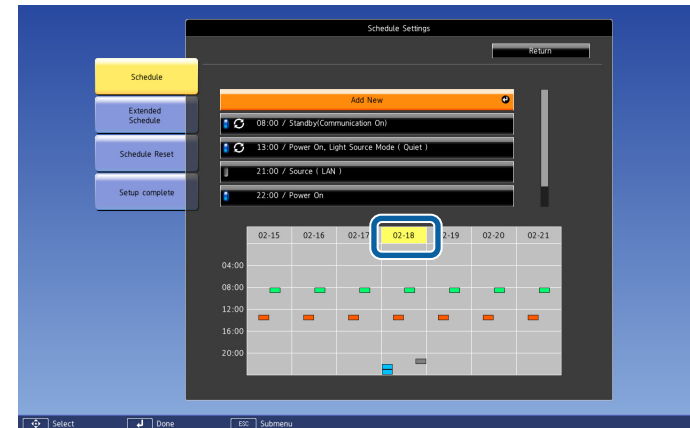 Schedule Settings
Return
Schedule
Extended
Schedule
Schedule Reset
Setup complete
Add New
08:00 / Standby(Communication On)
13:00 / Power On, Light Source Mode ( Quiet )
21:00 / Source ( LAN )
22:00 / Power On
02-15 02-16 02-17 02-18 2-19 02-20 02-21
04:00
08:00
12:00
16:00
20:00
Select Done ESC Submenu